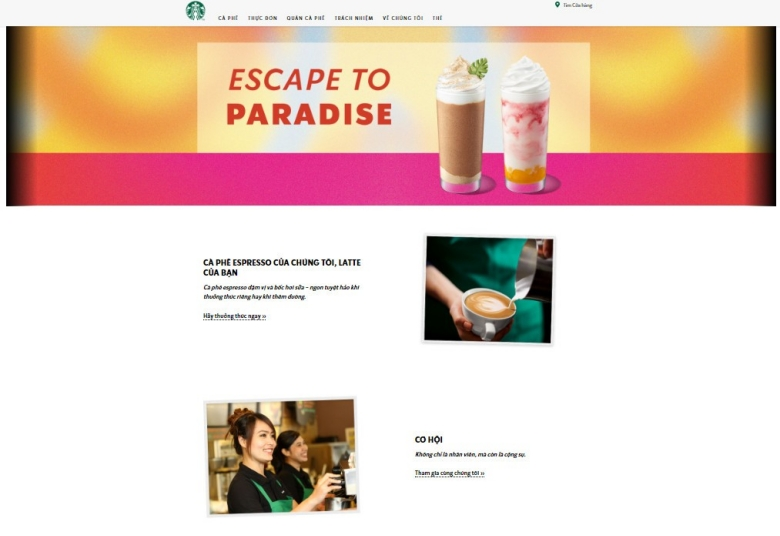 CÀ PHÊ THỰC ĐƠN QUÁN CÀ PHÊ TRÁCH NHIỆM VỀ CHÚNG TÔI THẺ
Tìm Cửa hàng
ESCAPE TO
PARADISE
CÀ PHÊ ESPRESSO CỦA CHÚNG TÔI, LATTE
CỦA BẠN
Cà phê espresso đậm vị và bốc hơi sữa – ngon tuyệt hảo khi
thưởng thức riêng hay khi thêm đường.
Hãy thưởng thức ngay »
CƠ HỘI
Không chỉ là nhân viên, mà còn là cộng sự.
Tham gia cùng chúng tôi »